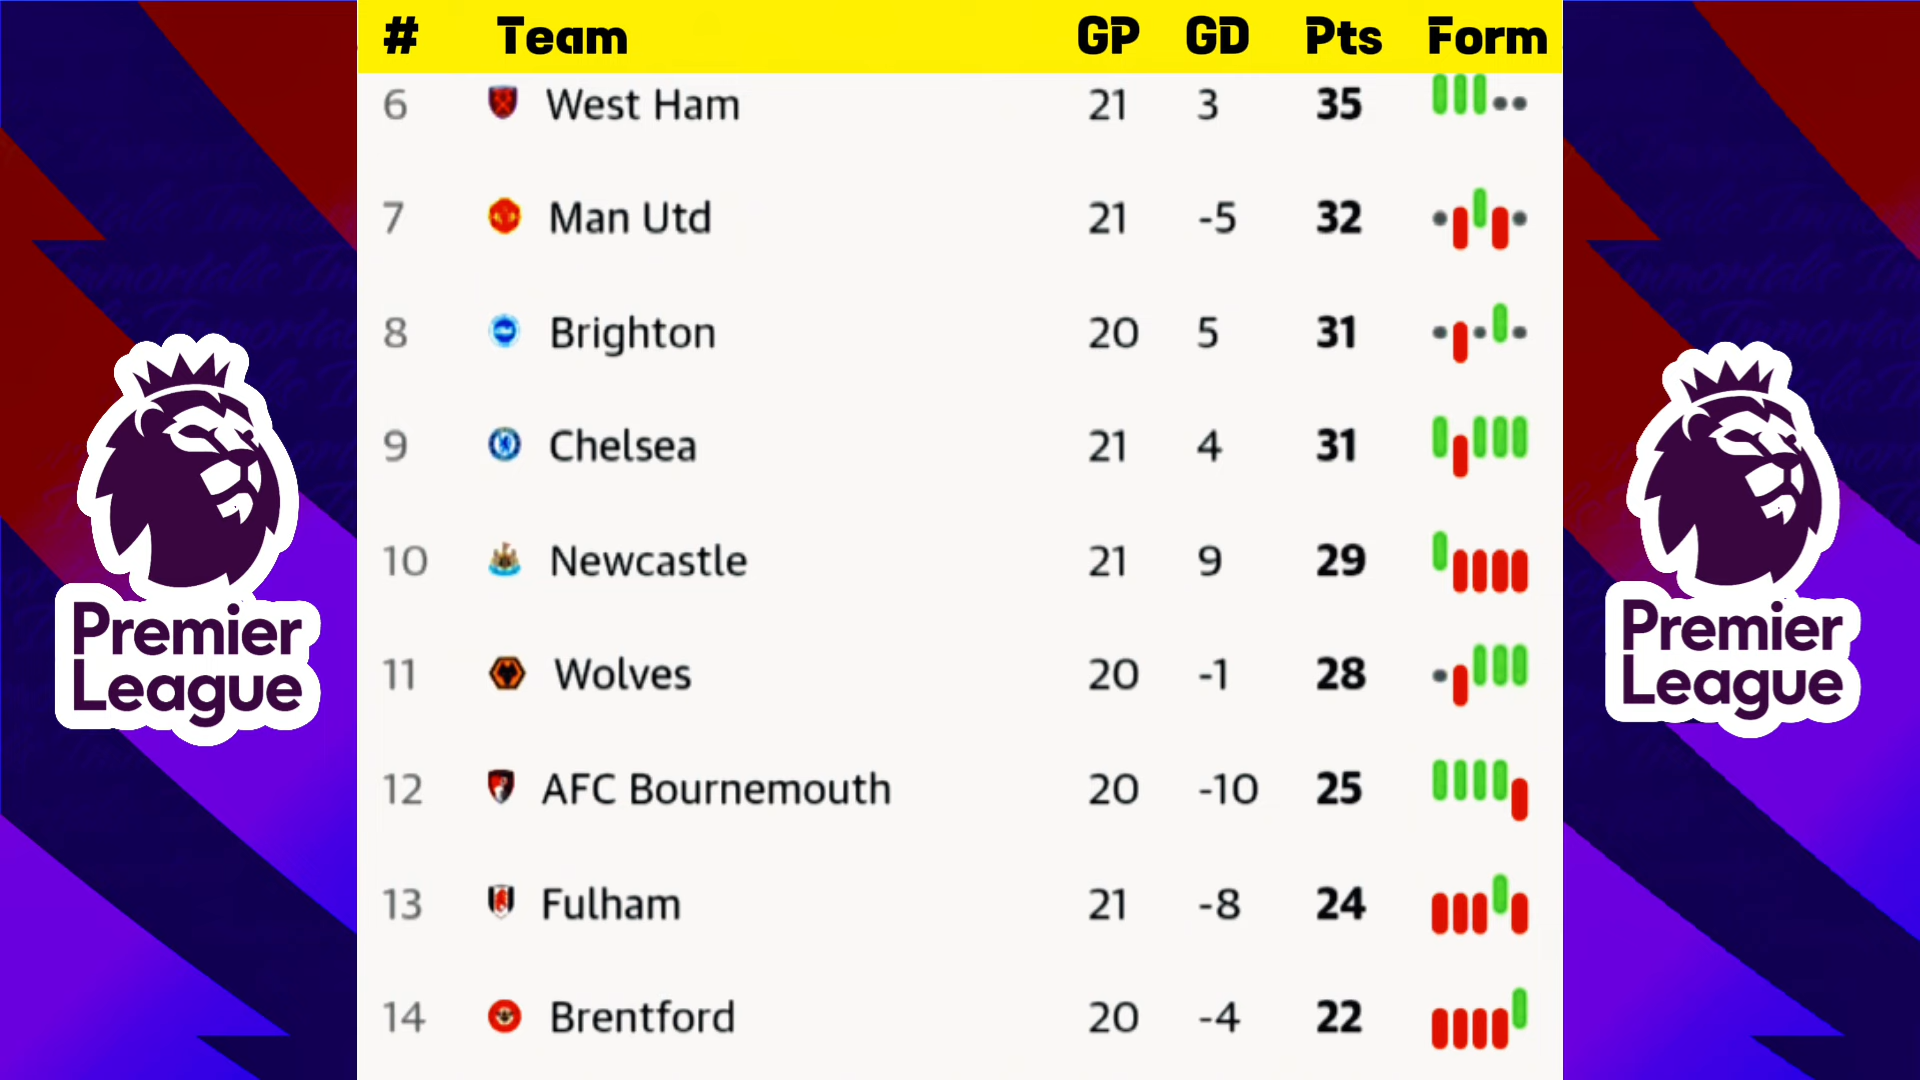 # Team GP GD Pts Form
6 West Ham 21 3 35
7 Man Utd 21 -5 32
8 Brighton 20 5 31
9 Chelsea 21 4 31
10 Newcastle 21 9 29
11 Wolves 20 -1 28
12 AFC Bournemouth 20 -10 25
13 Fulham 21 -8 24
14 Brentford 20 -4 22
Premier
League
Premier
League